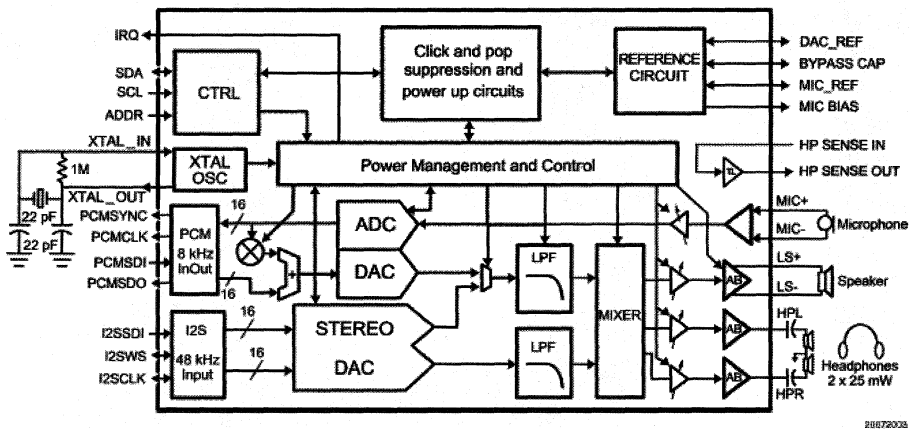 IRQ
SDA
SCL
ADDR
CTRL
Click and pop
suppression and
power up circuits
REFERENCE
CIRCUIT
DAC_REF
BYPASS CAP
MIC_REF
MIC BIAS
XTAL_IN
1M
XTAL
OSC
XTAL_OUT
22 pF
22 pF
Power Management and Control
HP SENSE IN
HP SENSE OUT
PCMSYNC
PCMCLK
PCMSDI
PCMSDO
PCM
8 kHz
InOut
16
16
ADC
DAC
LPF
MIXER
MIC+
MIC-
Microphone
AB
LS+
LS-
Speaker
I2SSDI
I2SWS
I2SCLK
I2S
48 kHz
Input
16
16
STEREO
DAC
LPF
AB
AB
HPL
HPR
Headphones
2 x 25 mW
20072003